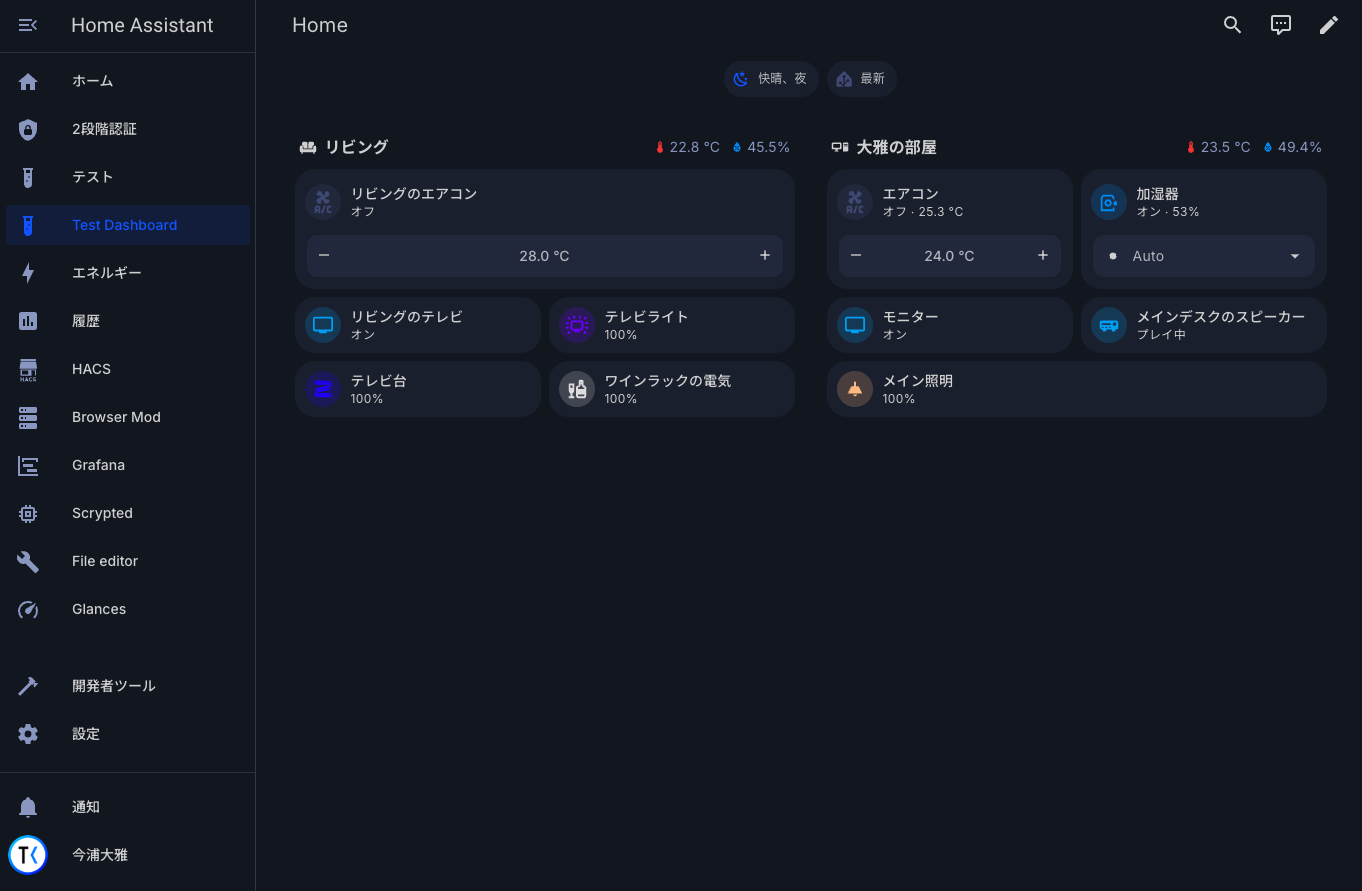 Home Assistant
ホーム
2段階認証
テスト
Test Dashboard
エネルギー
履歴
HACS
HACS
Browser Mod
Grafana
Scrypted
File editor
Glances
開発者ツール
設定
通知
TK
今浦大雅
Home
快晴、夜
最新
リビング
22.8 °C
45.5%
A/C
リビングのエアコン
オフ
− 28.0 °C +
リビングのテレビ
オン
テレビライト
100%
テレビ台
100%
ワインラックの電気
100%
大雅の部屋
23.5 °C
49.4%
A/C
エアコン
オフ · 25.3 °C
− 24.0 °C +
加湿器
オン · 53%
Auto
モニター
オン
メインデスクのスピーカー
プレイ中
メイン照明
100%